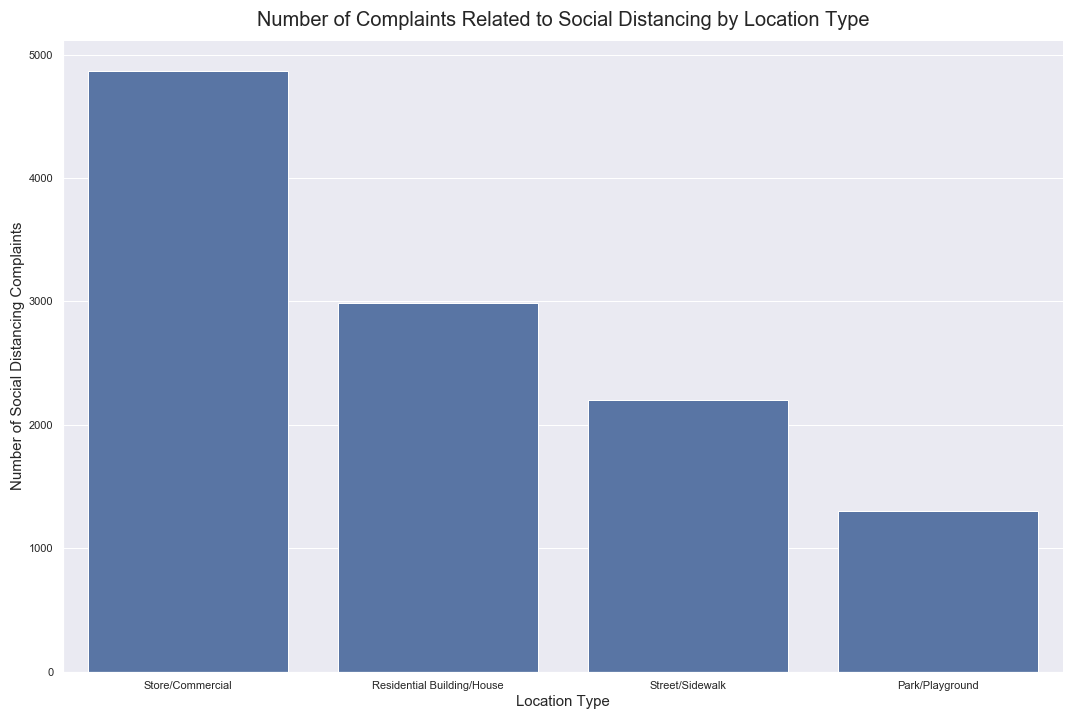 Number of Complaints Related to Social Distancing by Location Type
Number of Social Distancing Complaints
5000
4000
3000
2000
1000
0
Store/Commercial Residential Building/House Street/Sidewalk Park/Playground
Location Type